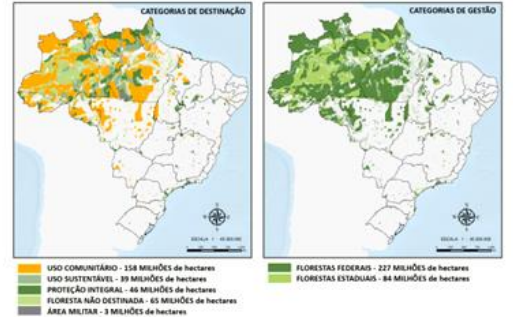 CATEGORIAS DE DESTINAÇÃO
CATEGORIAS DE GESTÃO
USO COMUNITÁRIO - 158 MILHÕES de hectares
USO SUSTENTÁVEL - 39 MILHÕES de hectares
PROTEÇÃO INTEGRAL - 46 MILHÕES de hectares
FLORESTA NÃO DESTINADA - 65 MILHÕES de hectares
ÁREA MILITAR - 3 MILHÕES de hectares
FLORESTAS FEDERAIS - 227 MILHÕES de hectares
FLORESTAS ESTADUAIS - 84 MILHÕES de hectares